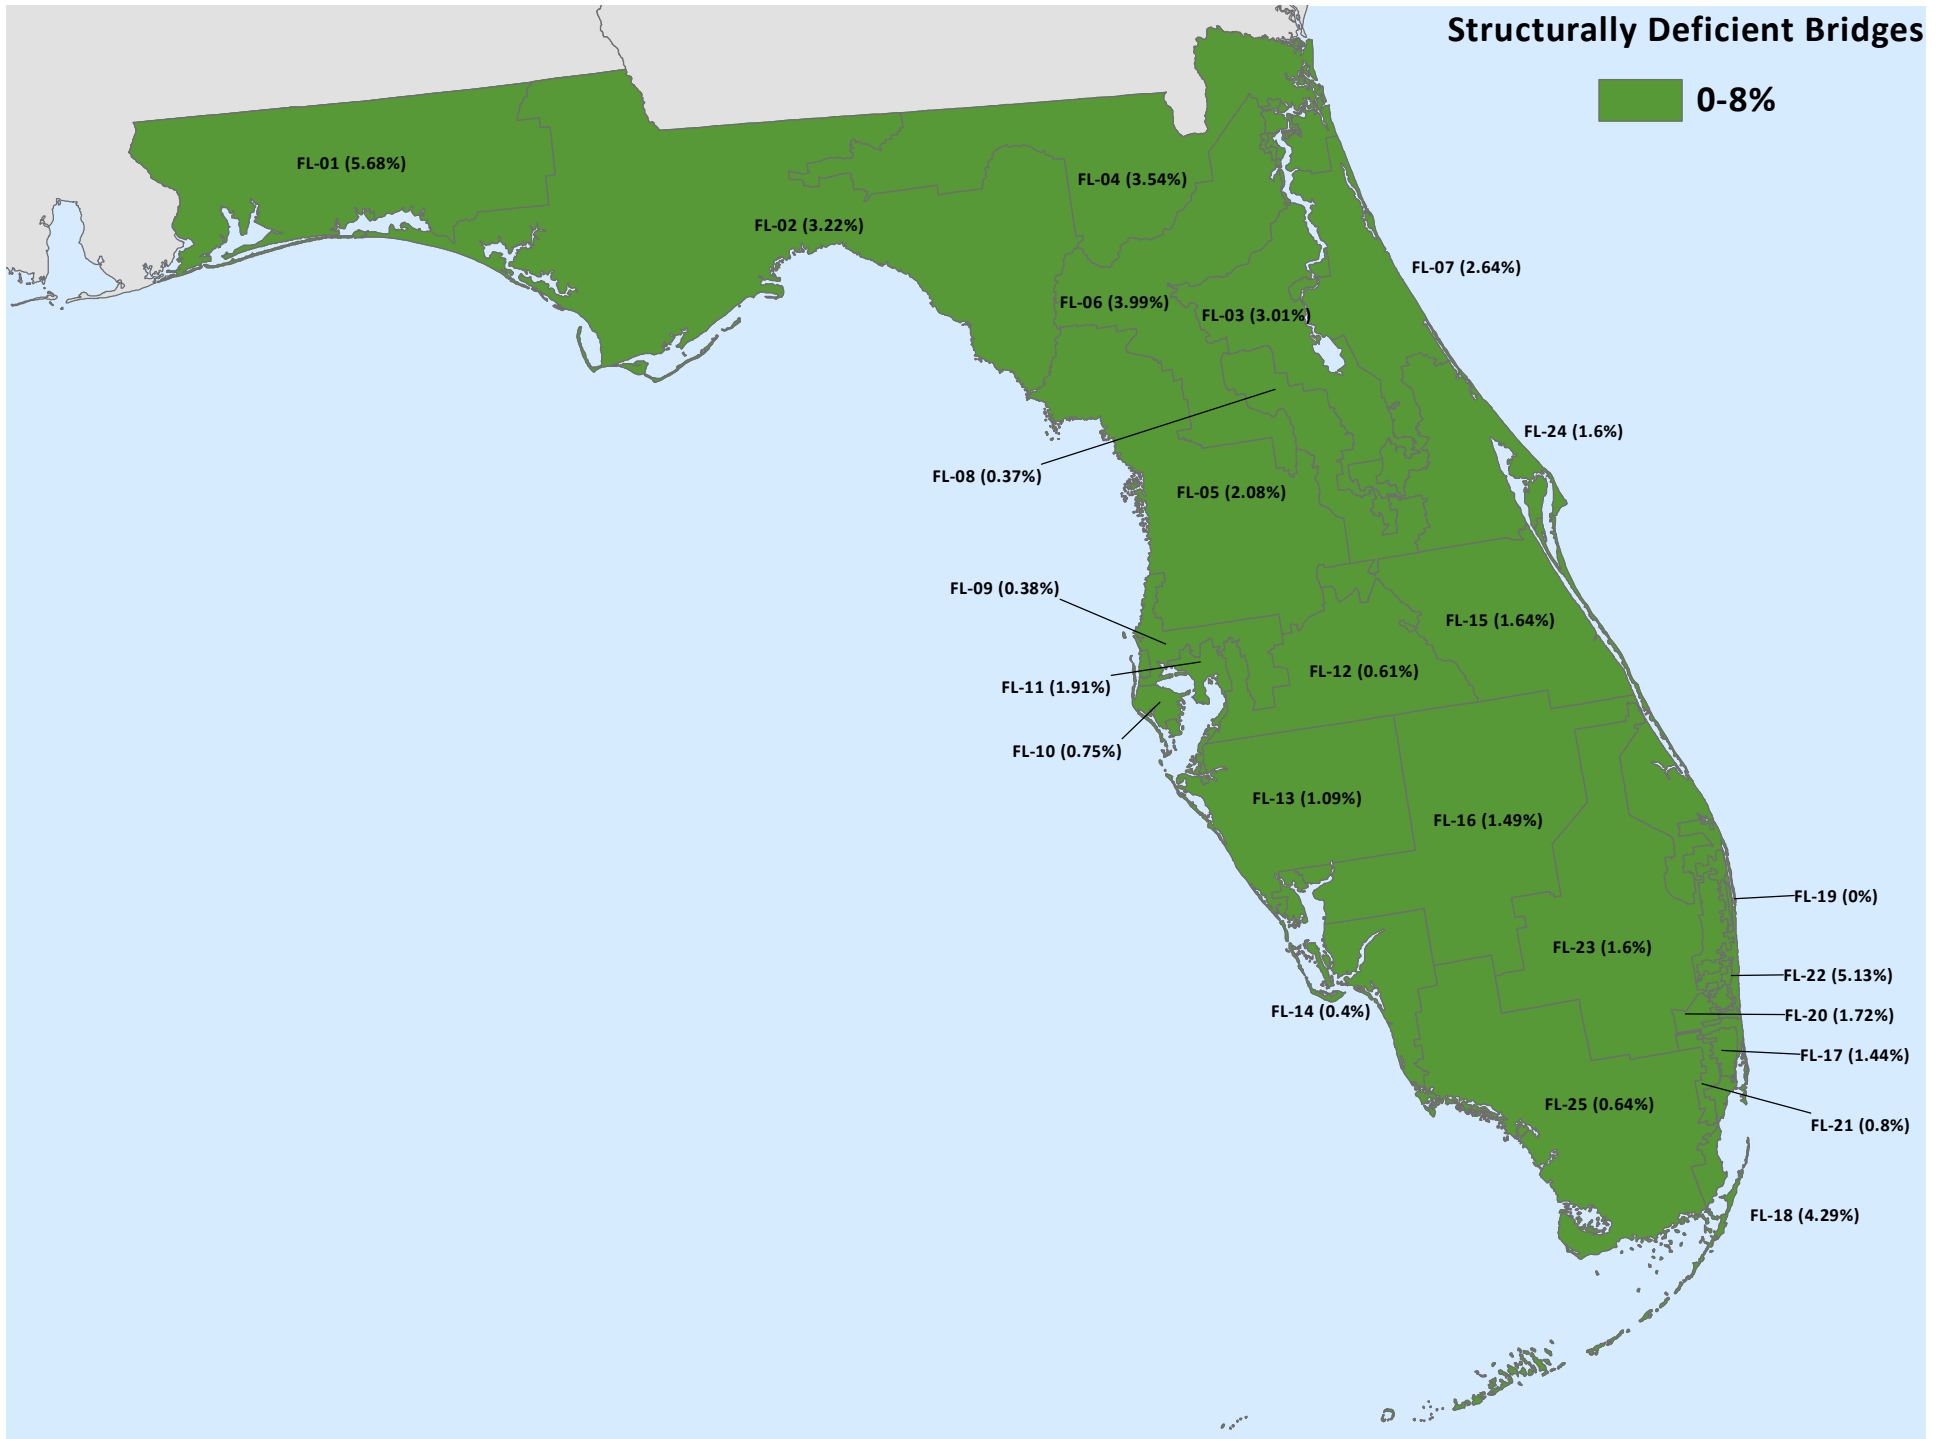 Structurally Deficient Bridges
0-8%
FL-01 (5.68%)
FL-04 (3.54%)
FL-02 (3.22%)
FL-07 (2.64%)
FL-06 (3.99%)
FL-03 (3.01%)
FL-24 (1.6%)
FL-08 (0.37%)
FL-05 (2.08%)
FL-09 (0.38%)
FL-15 (1.64%)
FL-12 (0.61%)
FL-11 (1.91%)
FL-10 (0.75%)
FL-13 (1.09%)
FL-16 (1.49%)
FL-19 (0%)
FL-23 (1.6%)
FL-22 (5.13%)
FL-14 (0.4%)
FL-20 (1.72%)
FL-17 (1.44%)
FL-25 (0.64%)
FL-21 (0.8%)
FL-18 (4.29%)